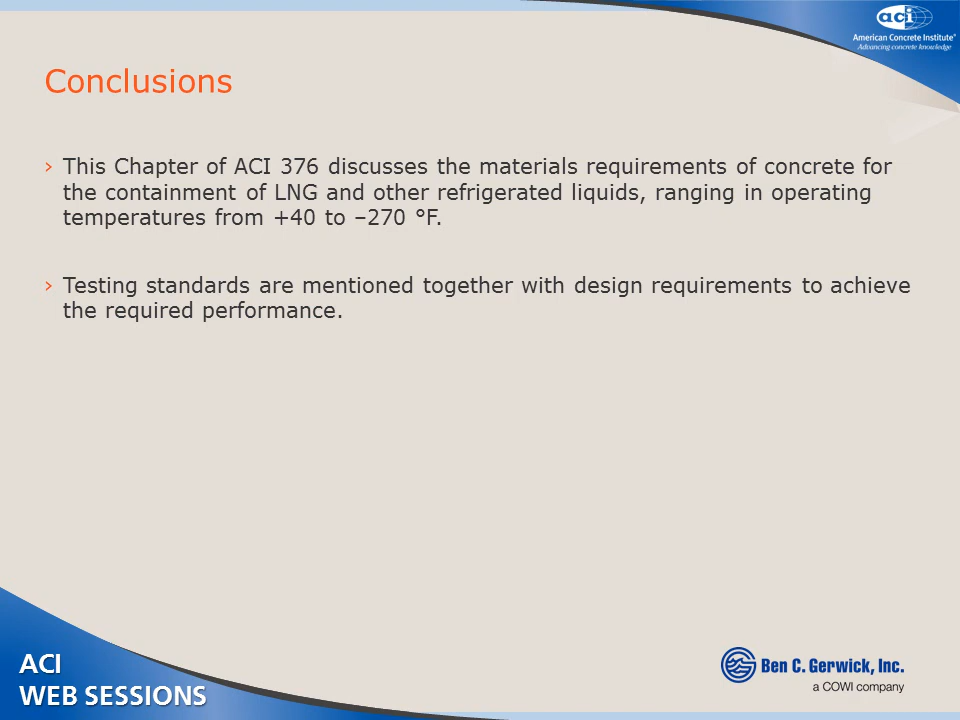 aci
American Concrete Institute®
Advancing concrete knowledge
Conclusions
› This Chapter of ACI 376 discusses the materials requirements of concrete for
the containment of LNG and other refrigerated liquids, ranging in operating
temperatures from +40 to –270 °F.
› Testing standards are mentioned together with design requirements to achieve
the required performance.
ACI
WEB SESSIONS
Ben C. Gerwick, Inc.
a COWI company